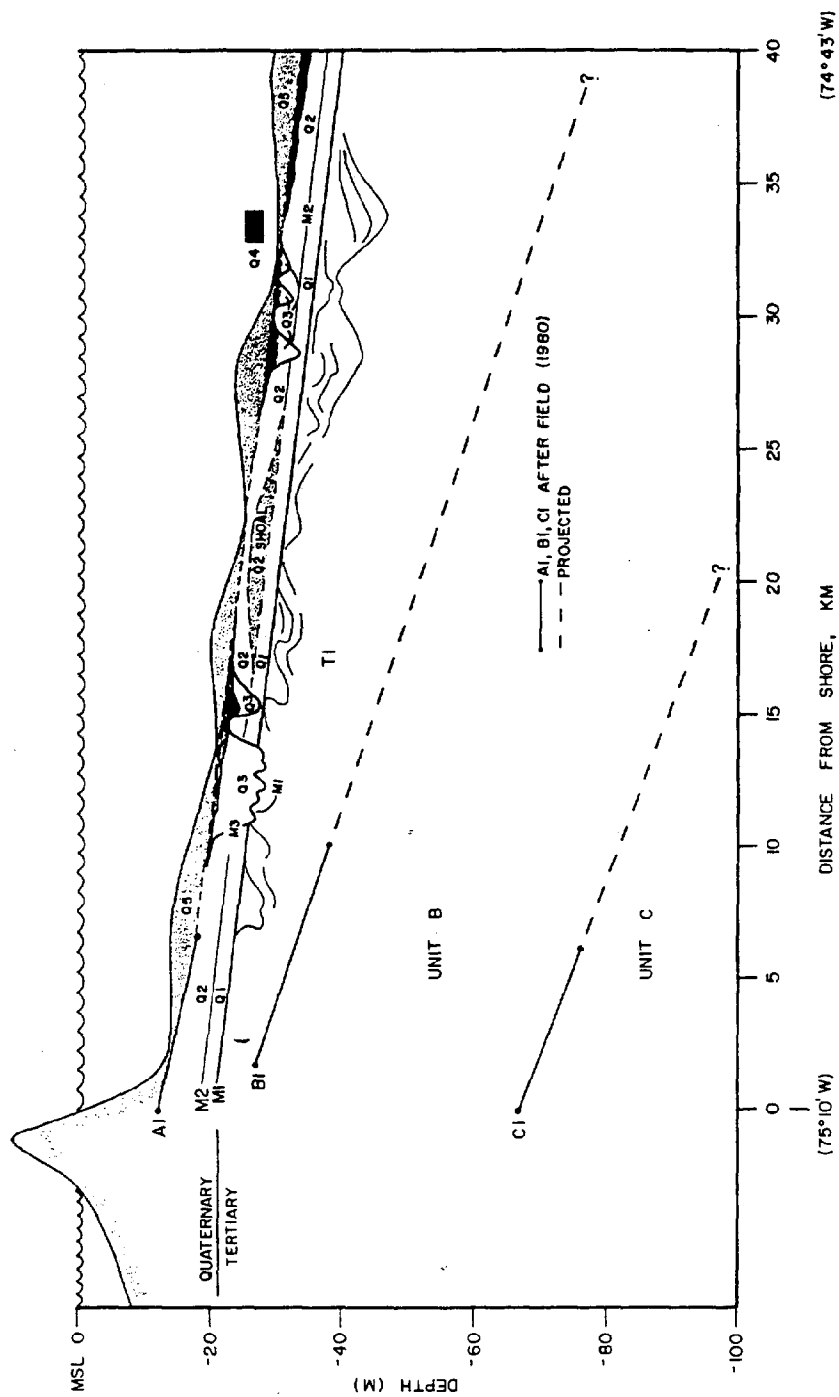 MSL 0
-20
-40
-60
-80
-100
DEPTH (M)
QUATERNARY
TERTIARY
A1
M2
M1
B1
C1
Q5
Q2
Q1
M3
Q3
M1
Q3
Q2
Q1
Q2 SHOAL
Q2
Q3
Q1
M2
Q4
Q2
Q5
T1
UNIT B
UNIT C
?
?
A1, B1, C1 AFTER FIELD (1980)
PROJECTED
0
5
10
15
20
25
30
35
40
(75°10'W)
DISTANCE FROM SHORE, KM
(74°43'W)